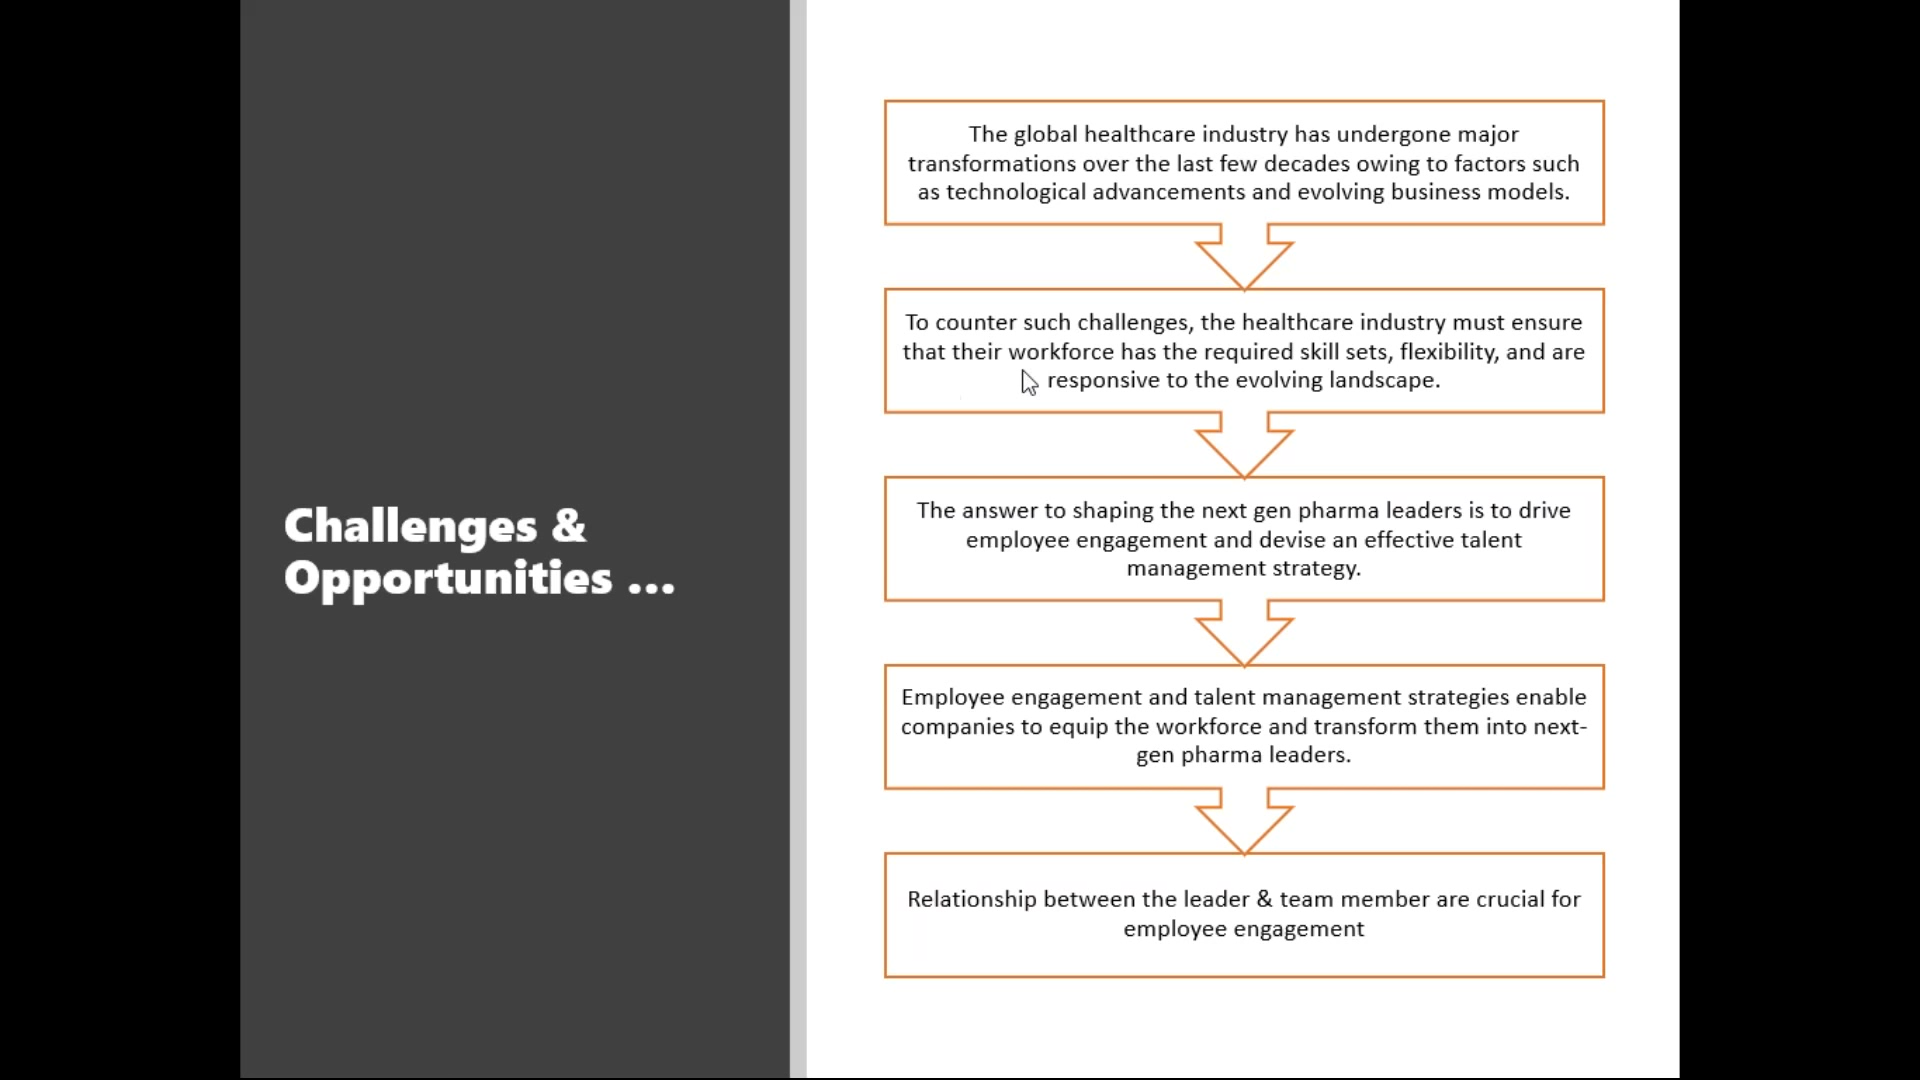 Challenges &
Opportunities ...
The global healthcare industry has undergone major
transformations over the last few decades owing to factors such
as technological advancements and evolving business models.
To counter such challenges, the healthcare industry must ensure
that their workforce has the required skill sets, flexibility, and are
responsive to the evolving landscape.
The answer to shaping the next gen pharma leaders is to drive
employee engagement and devise an effective talent
management strategy.
Employee engagement and talent management strategies enable
companies to equip the workforce and transform them into next-
gen pharma leaders.
Relationship between the leader & team member are crucial for
employee engagement